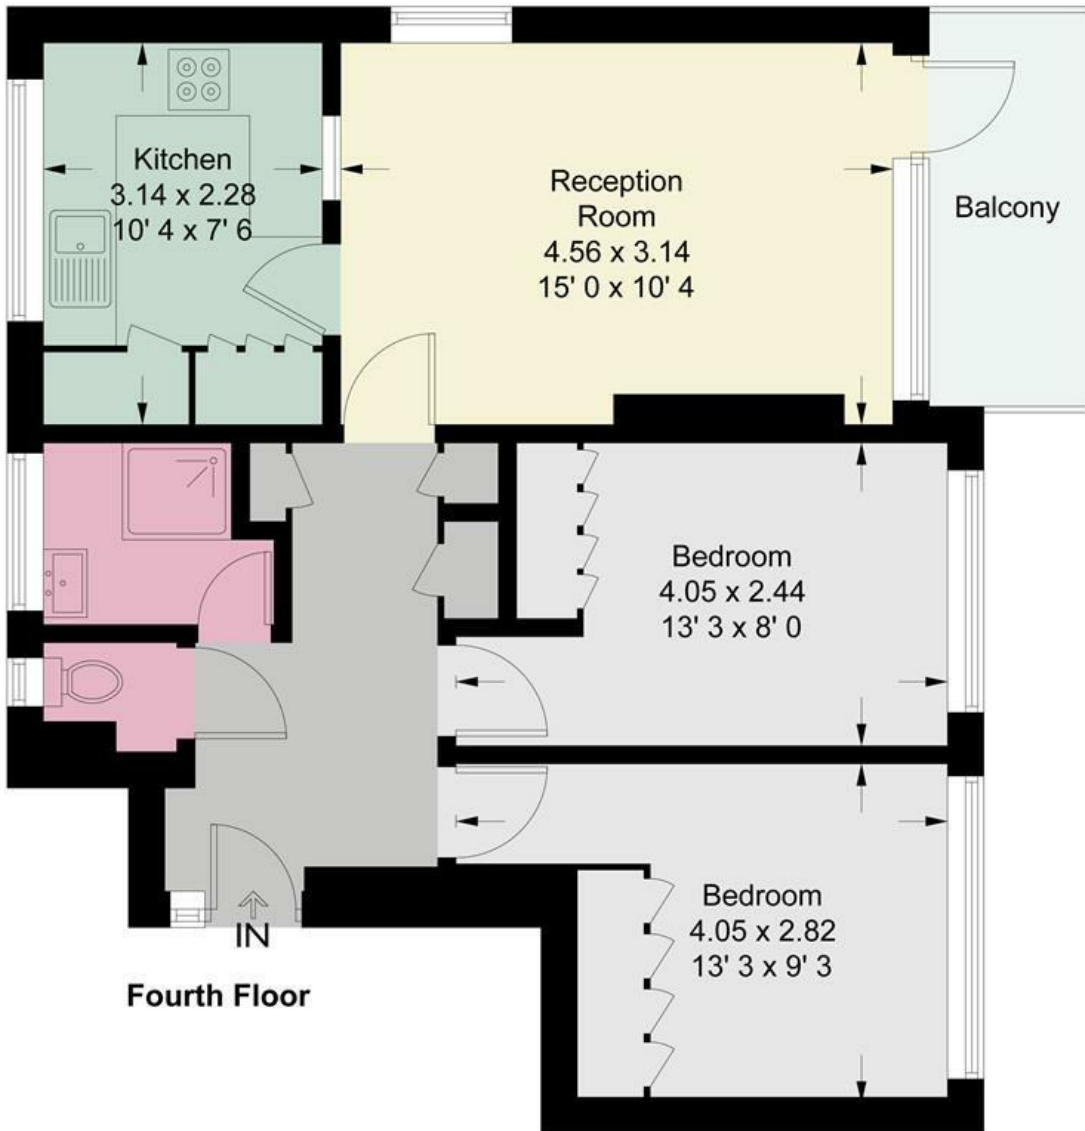 Kitchen
3.14 x 2.28
10' 4 x 7' 6
Reception
Room
4.56 x 3.14
15' 0 x 10' 4
Balcony
Bedroom
4.05 x 2.44
13' 3 x 8' 0
Bedroom
4.05 x 2.82
13' 3 x 9' 3
IN
Fourth Floor